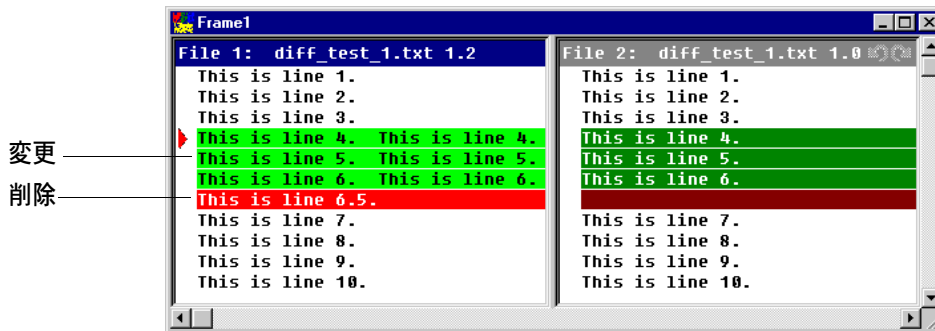 Frame1
File 1:  diff_test_1.txt 1.2
This is line 1.
This is line 2.
This is line 3.
This is line 4.  This is line 4.
This is line 5.  This is line 5.
This is line 6.  This is line 6.
This is line 6.5.
This is line 7.
This is line 8.
This is line 9.
This is line 10.
File 2:  diff_test_1.txt 1.0
This is line 1.
This is line 2.
This is line 3.
This is line 4.
This is line 5.
This is line 6.
This is line 7.
This is line 8.
This is line 9.
This is line 10.
変更
削除